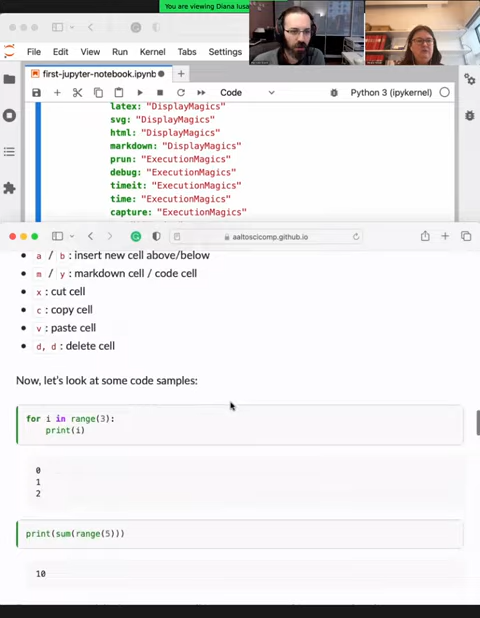 You are viewing Diana Iusa
File Edit View Run Kernel Tabs Settings
first-jupyter-notebook.ipynb
Code
Python 3 (ipykernel)
latex: "DisplayMagics"
svg: "DisplayMagics"
html: "DisplayMagics"
markdown: "DisplayMagics"
prun: "ExecutionMagics"
debug: "ExecutionMagics"
timeit: "ExecutionMagics"
time: "ExecutionMagics"
capture: "ExecutionMagics"
aaltoscicomp.github.io
a / b : insert new cell above/below
m / y : markdown cell / code cell
x : cut cell
c : copy cell
v : paste cell
d, d : delete cell
Now, let's look at some code samples:
for i in range(3):
print(i)
0
1
2
print(sum(range(5)))
10